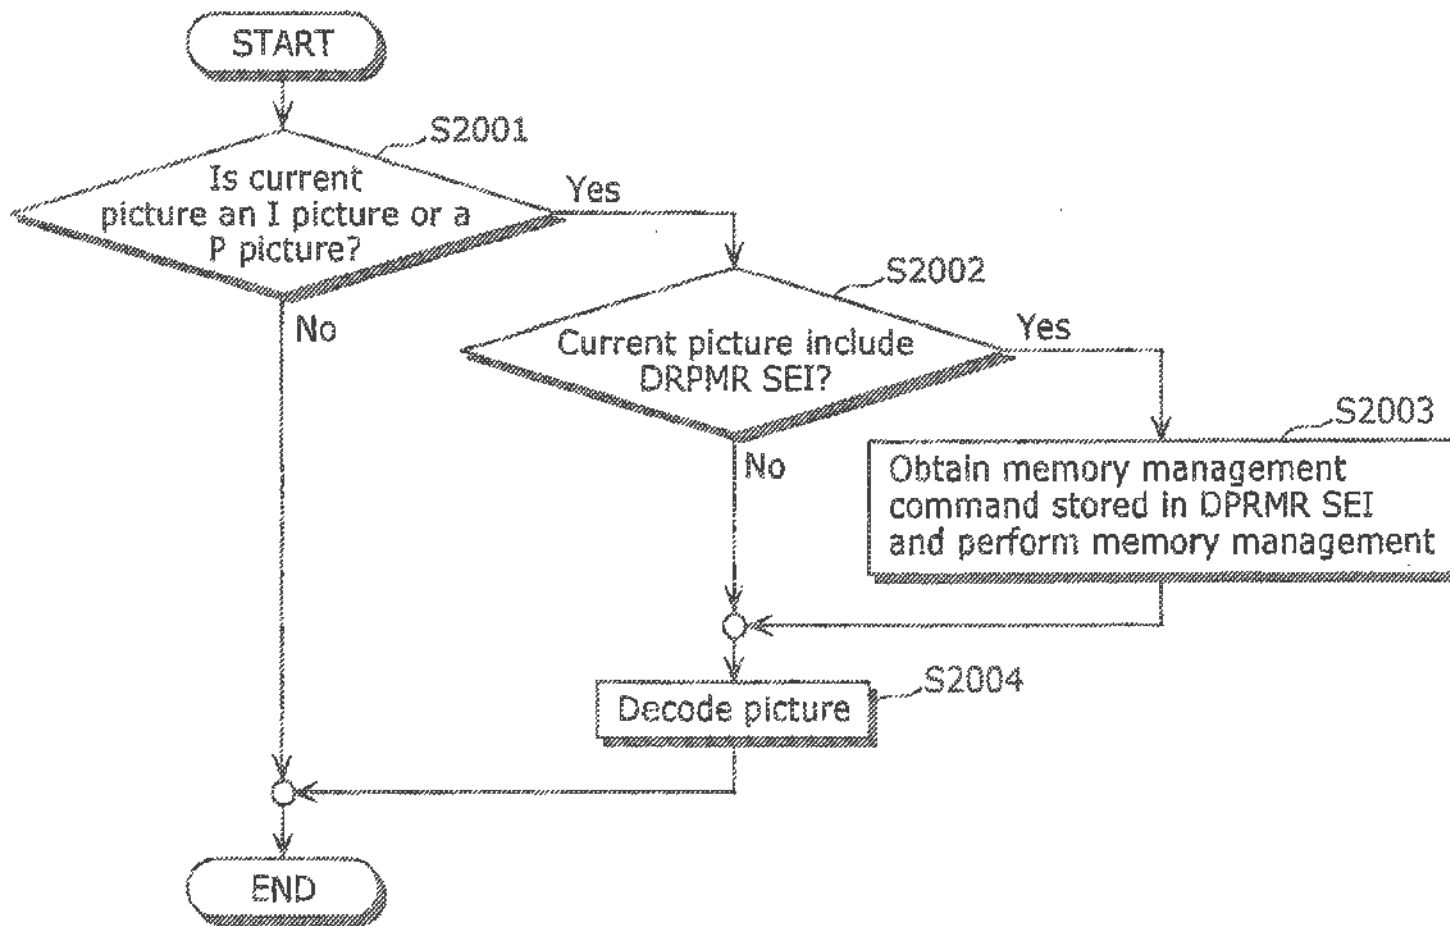 START
S2001
Is current
picture an I picture or a
P picture?
Yes
No
S2002
Current picture include
DRPMR SEI?
Yes
No
S2003
Obtain memory management
command stored in DPRMR SEI
and perform memory management
S2004
Decode picture
END